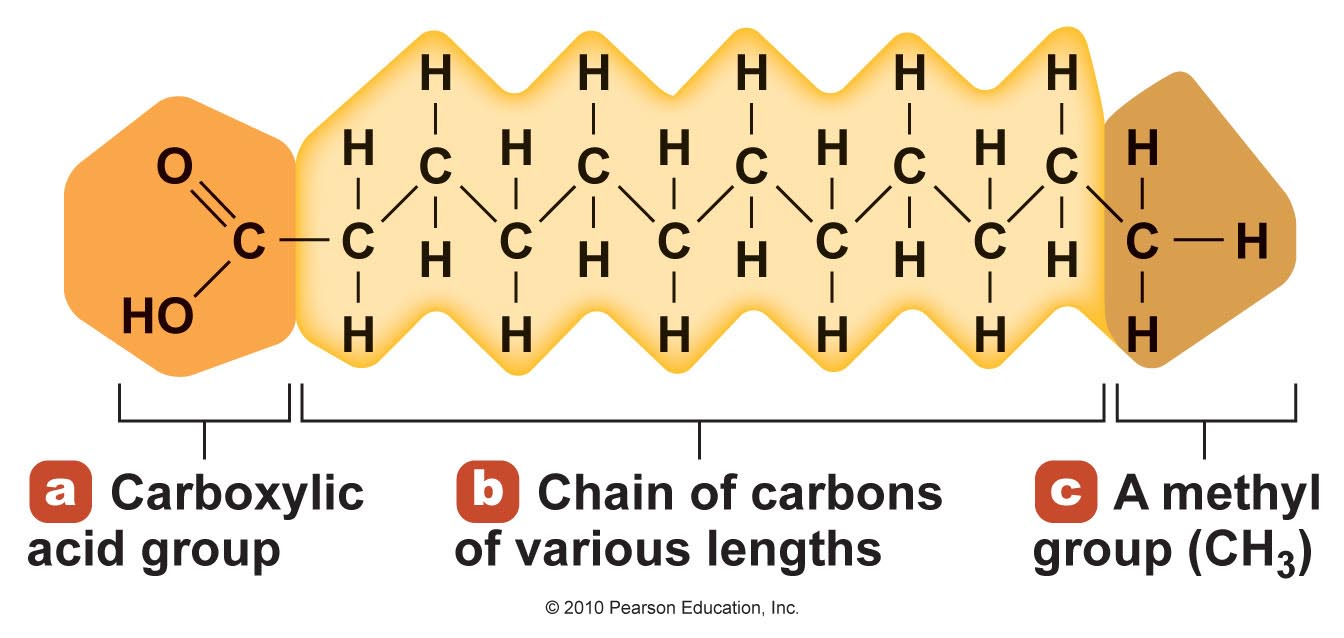 H H H H H
H H H H H H
O C C C C C
C C C C C C C H
H H H H H
HO H H H H H H
a Carboxylic
acid group
b Chain of carbons
of various lengths
c A methyl
group (CH₃)
© 2010 Pearson Education, Inc.